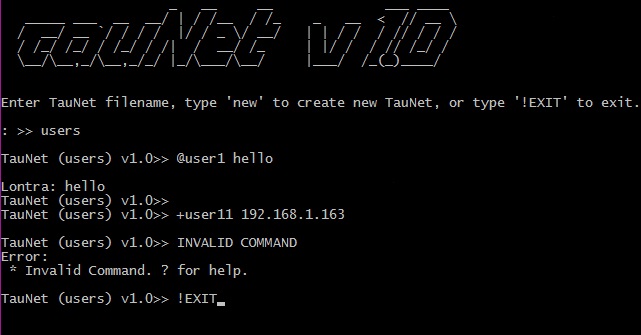 tauNet v 1.0
Enter TauNet filename, type 'new' to create new TauNet, or type '!EXIT' to exit.
: >> users
TauNet (users) v1.0>> @user1 hello
Lontra: hello
TauNet (users) v1.0>>
TauNet (users) v1.0>> +user11 192.168.1.163
TauNet (users) v1.0>> INVALID COMMAND
Error:
* Invalid Command. ? for help.
TauNet (users) v1.0>> !EXIT